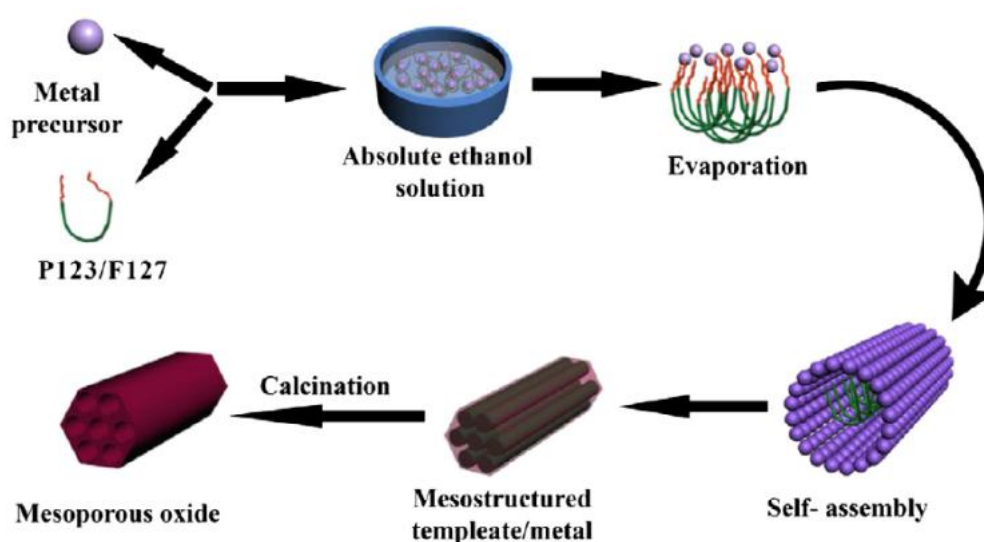 Metal
precursor
P123/F127
Absolute ethanol
solution
Evaporation
Self- assembly
Mesostructured
templeate/metal
Calcination
Mesoporous oxide